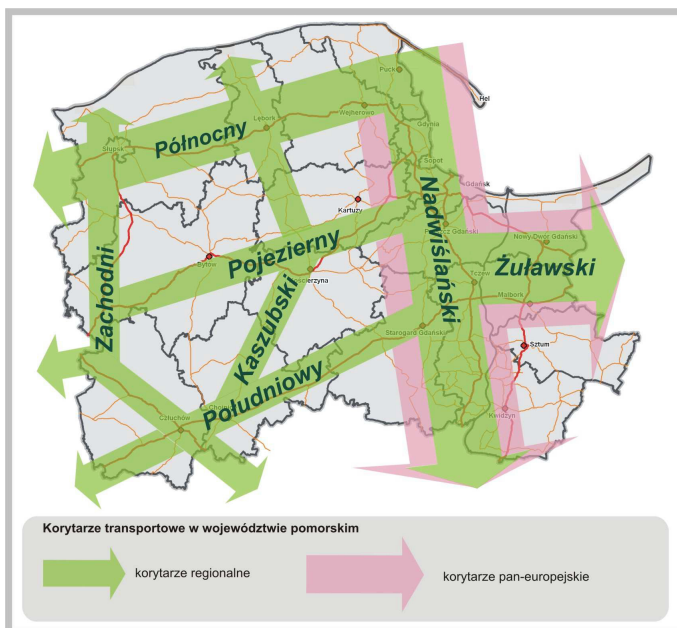 Puck
Hel
Wejherowo
Lębork
Gdynia
Północny
Słupsk
Sopot
Gdańsk
Kartuzy
Nadwiślański
Nowy Dwór Gdański
Pojezierny
Bytów
Żuławski
Tczew
Malbork
Kaszubski
Zachodni
Starogard Gdański
Sztum
Południowy
Człuchów
Kwidzyn
Korytarze transportowe w województwie pomorskim
korytarze regionalne
korytarze pan-europejskie